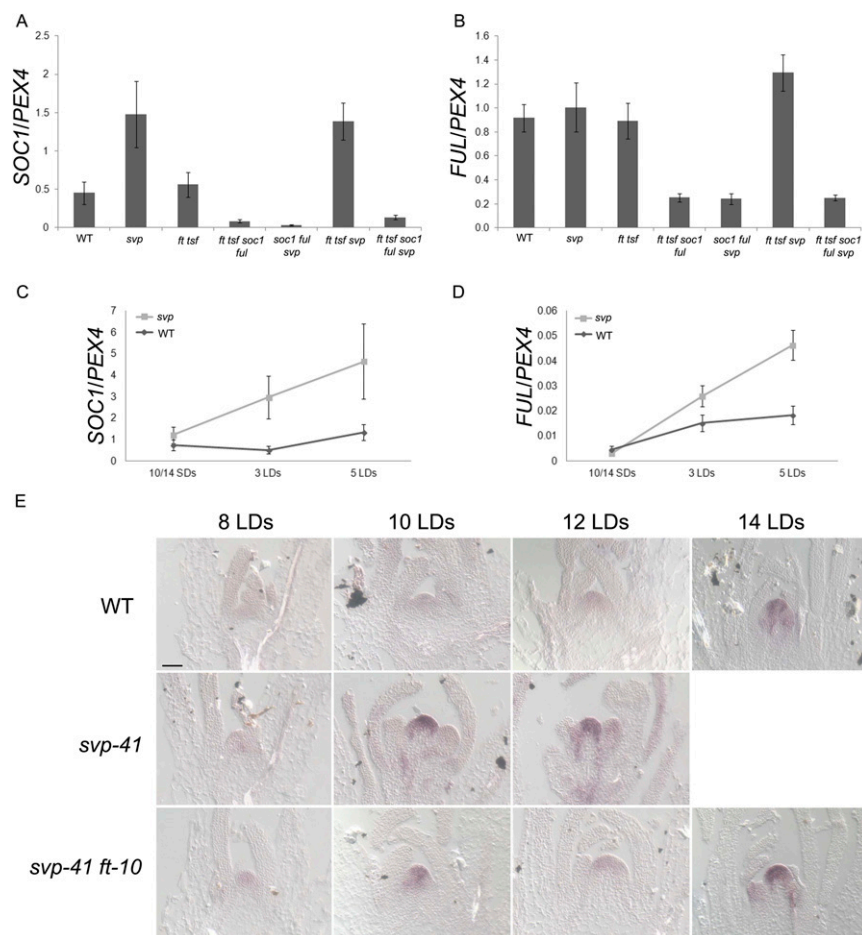 A
SOC1/PEX4
2.5
2
1.5
1
0.5
0
WT
svp
ft tsf
ft tsf soc1 ful
soc1 ful svp
ft tsf svp
ft tsf soc1 ful svp
B
FUL/PEX4
1.6
1.4
1.2
1.0
0.8
0.6
0.4
0.2
0.0
WT
svp
ft tsf
ft tsf soc1 ful
soc1 ful svp
ft tsf svp
ft tsf soc1 ful svp
C
SOC1/PEX4
7
6
5
4
3
2
1
0
svp
WT
10/14 SDs
3 LDs
5 LDs
D
FUL/PEX4
0.06
0.05
0.04
0.03
0.02
0.01
0
svp
WT
10/14 SDs
3 LDs
5 LDs
E
8 LDs
10 LDs
12 LDs
14 LDs
WT
svp-41
svp-41 ft-10